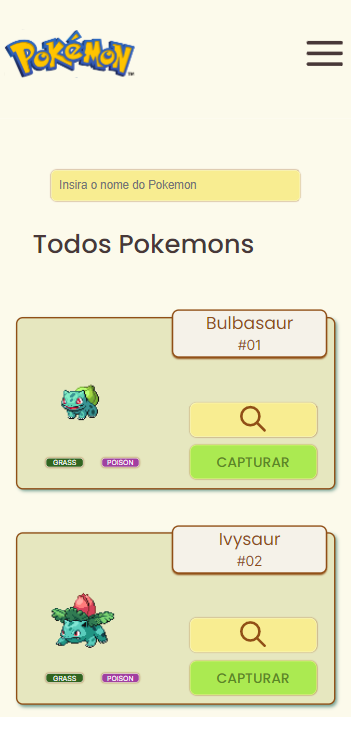 POKéMON
Insira o nome do Pokemon
Todos Pokemons
Bulbasaur
#01
GRASS POISON
CAPTURAR
Ivysaur
#02
GRASS POISON
CAPTURAR